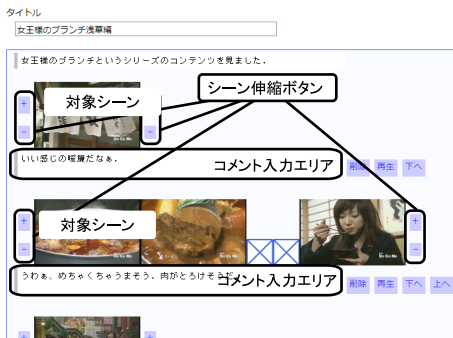 タイトル
女王様のブランチ浅草編
女王様のブランチというシリーズのコンテンツを見ました。
シーン伸縮ボタン
+
対象シーン
-
-
いい感じの暖簾だなぁ。
コメント入力エリア
削除 再生 下へ
+
対象シーン
+
-
-
うわぁ、めちゃくちゃうまそう。肉がとろけそうだ
コメント入力エリア
削除 再生 下へ 上へ
+
+